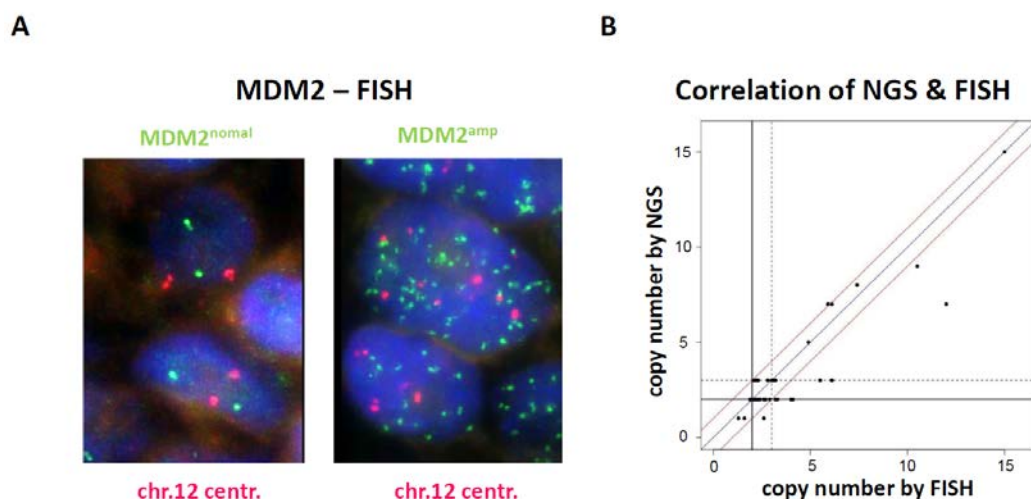 A
B
MDM2 – FISH
MDM2nomal
MDM2amp
chr.12 centr.
chr.12 centr.
Correlation of NGS & FISH
copy number by NGS
15
10
5
0
0
5
10
15
copy number by FISH